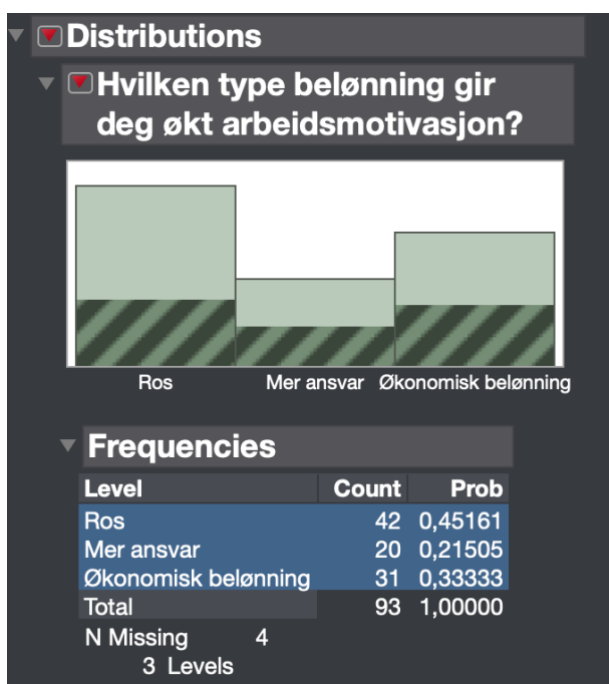 Distributions
Hvilken type belønning gir
deg økt arbeidsmotivasjon?
Ros Mer ansvar Økonomisk belønning
Frequencies
Level Count Prob
Ros 42 0,45161
Mer ansvar 20 0,21505
Økonomisk belønning 31 0,33333
Total 93 1,00000
N Missing 4
3 Levels